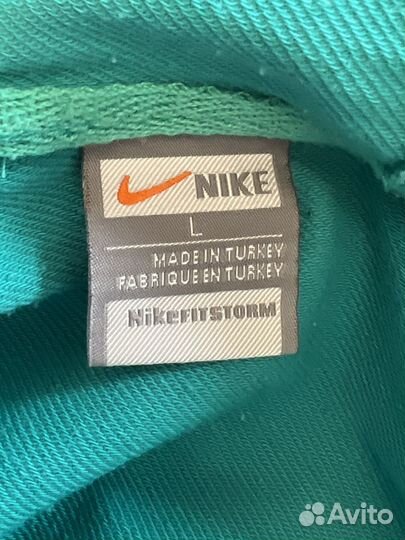 NIKE
L
MADE IN TURKEY
FABRIQUE EN TURKEY
NikeFITSTORM
Avito